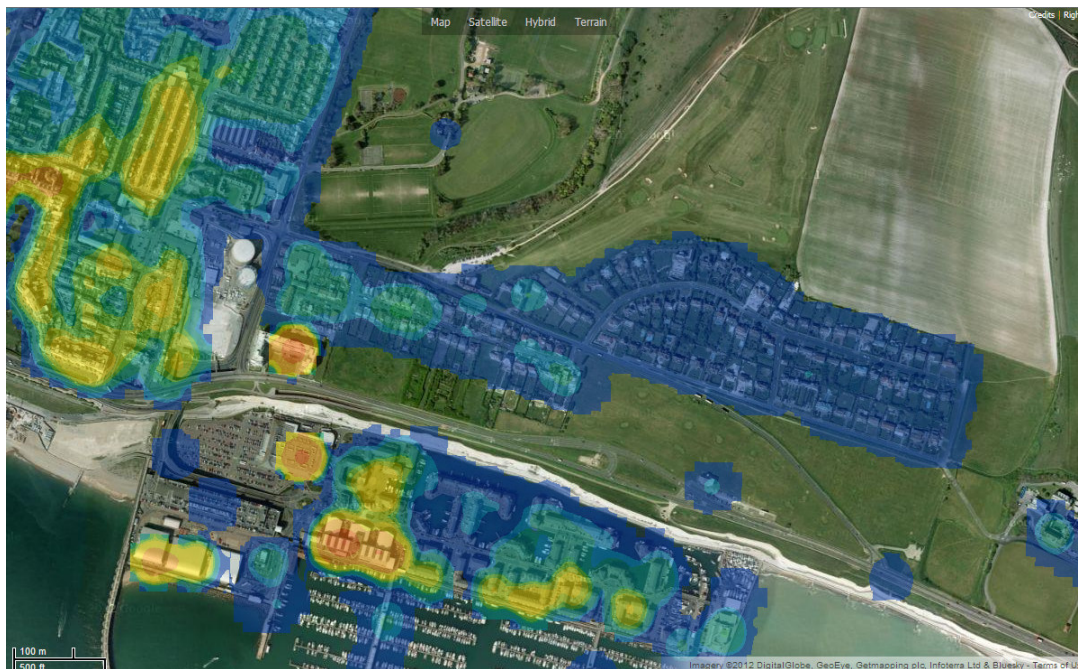 Map Satellite Hybrid Terrain
Credits | Righ
100 m
500 ft
Imagery ©2012 DigitalGlobe, GeoEye, Getmapping plc, Infoterra Ltd & Bluesky - Terms of U